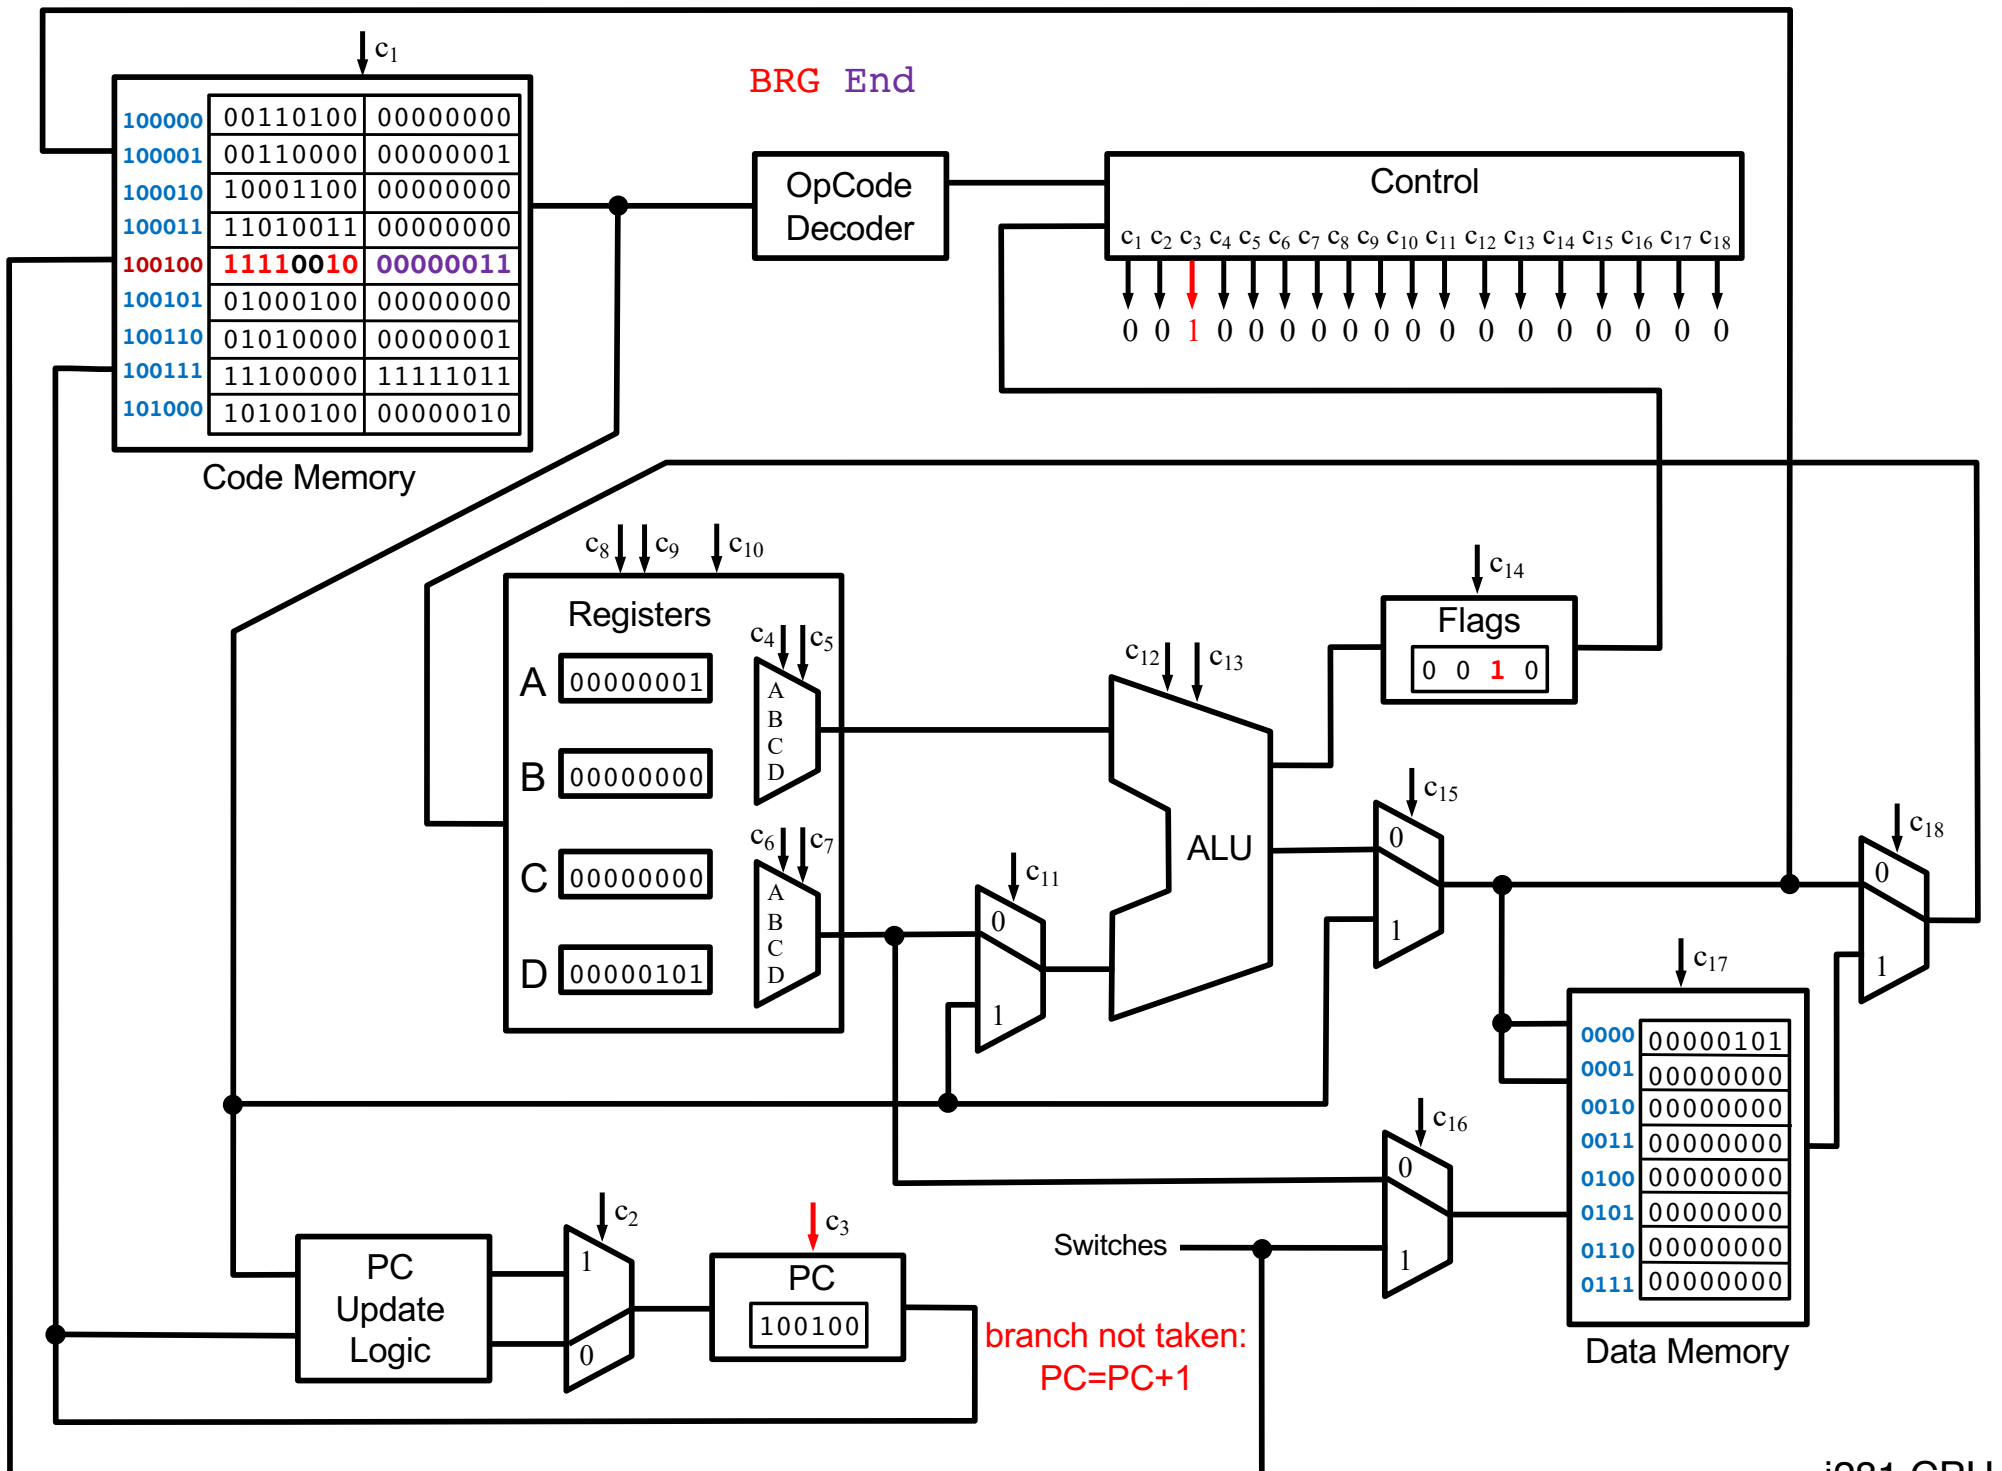 c1
BRG End
100000 00110100 00000000
100001 00110000 00000001
100010 10001100 00000000
100011 11010011 00000000
100100 11110010 00000011
100101 01000100 00000000
100110 01010000 00000001
100111 11100000 11111011
101000 10100100 00000010
Code Memory
OpCode
Decoder
Control
c1 c2 c3 c4 c5 c6 c7 c8 c9 c10 c11 c12 c13 c14 c15 c16 c17 c18
0 0 1 0 0 0 0 0 0 0 0 0 0 0 0 0 0 0
c8 c9 c10
Registers
A 00000001
B 00000000
C 00000000
D 00000101
c4 c5
A
B
C
D
c6 c7
A
B
C
D
c11
0
1
c12 c13
ALU
c14
Flags
0 0 1 0
c15
0
1
c18
0
1
c17
0000 00000101
0001 00000000
0010 00000000
0011 00000000
0100 00000000
0101 00000000
0110 00000000
0111 00000000
Data Memory
c16
0
1
Switches
PC
Update
Logic
c2
1
0
c3
PC
100100
branch not taken:
PC=PC+1